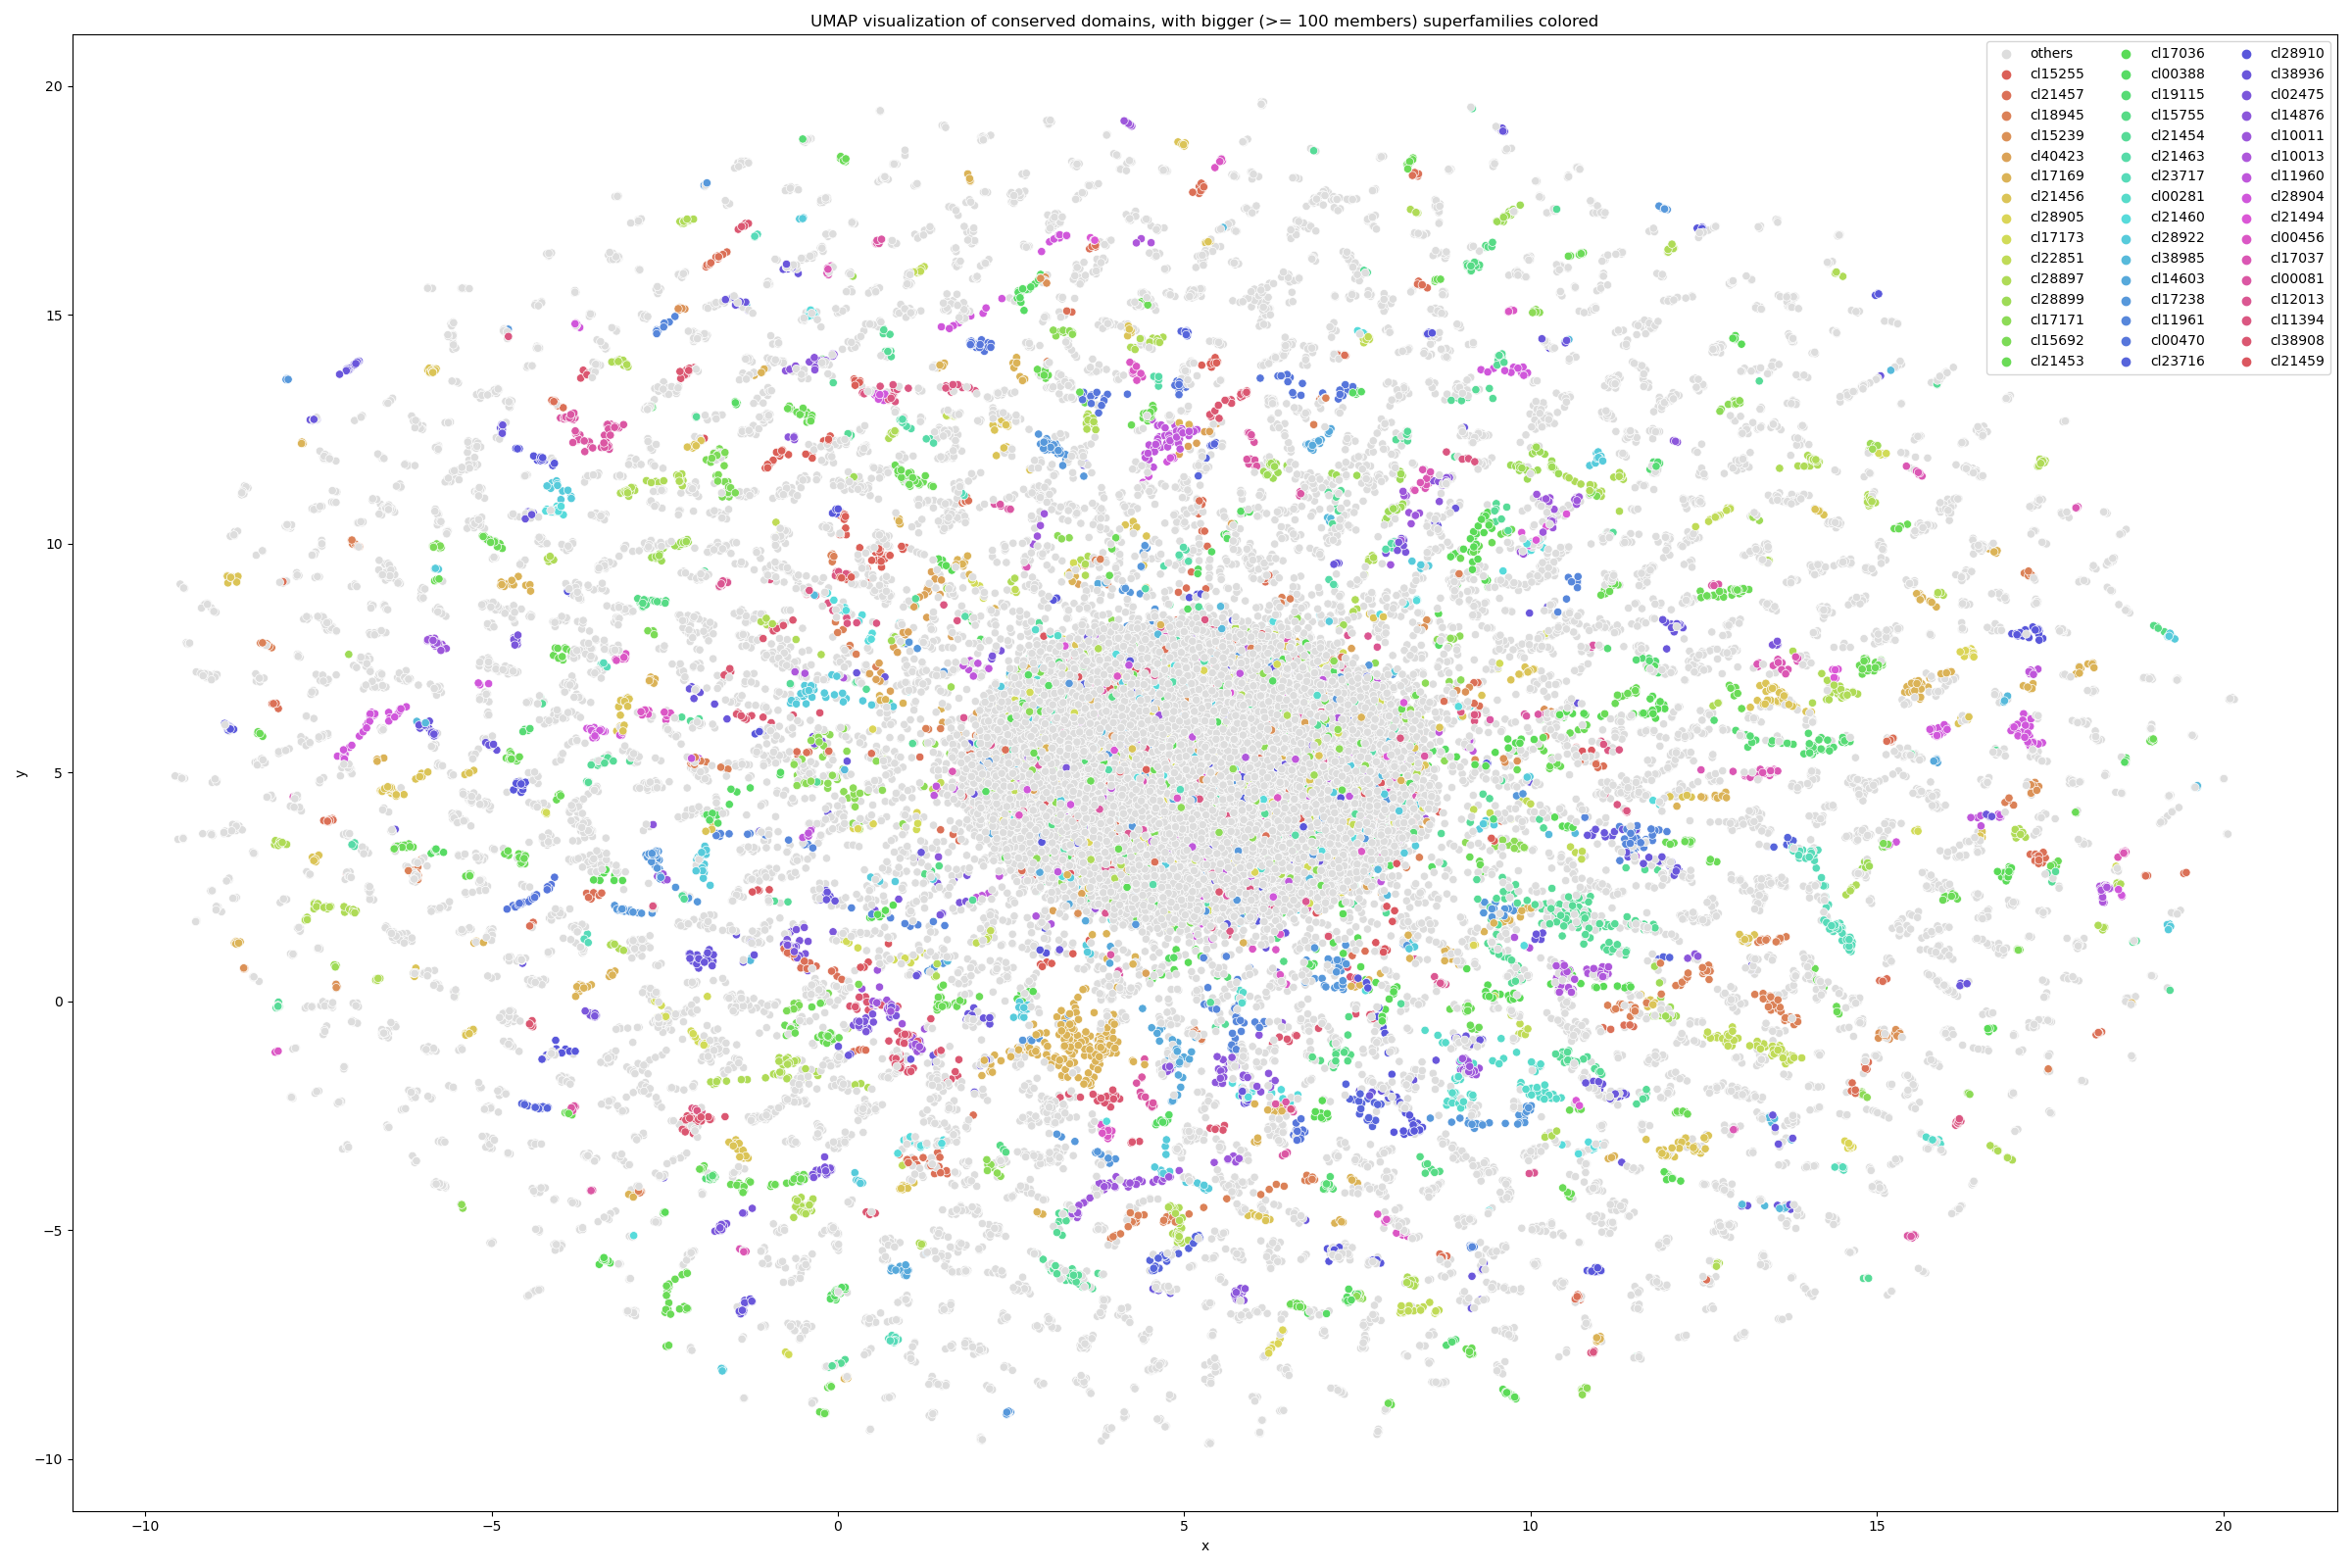 UMAP visualization of conserved domains, with bigger (>= 100 members) superfamilies colored
others
cl15255
cl21457
cl18945
cl15239
cl40423
cl17169
cl21456
cl28905
cl17173
cl22851
cl28897
cl28899
cl17171
cl15692
cl21453
cl17036
cl00388
cl19115
cl15755
cl21454
cl21463
cl23717
cl00281
cl21460
cl28922
cl38985
cl14603
cl17238
cl11961
cl00470
cl23716
cl28910
cl38936
cl02475
cl14876
cl10011
cl10013
cl11960
cl28904
cl21494
cl00456
cl17037
cl00081
cl12013
cl11394
cl38908
cl21459
20
15
10
5
0
−5
−10
y
−10
−5
0
5
10
15
20
x